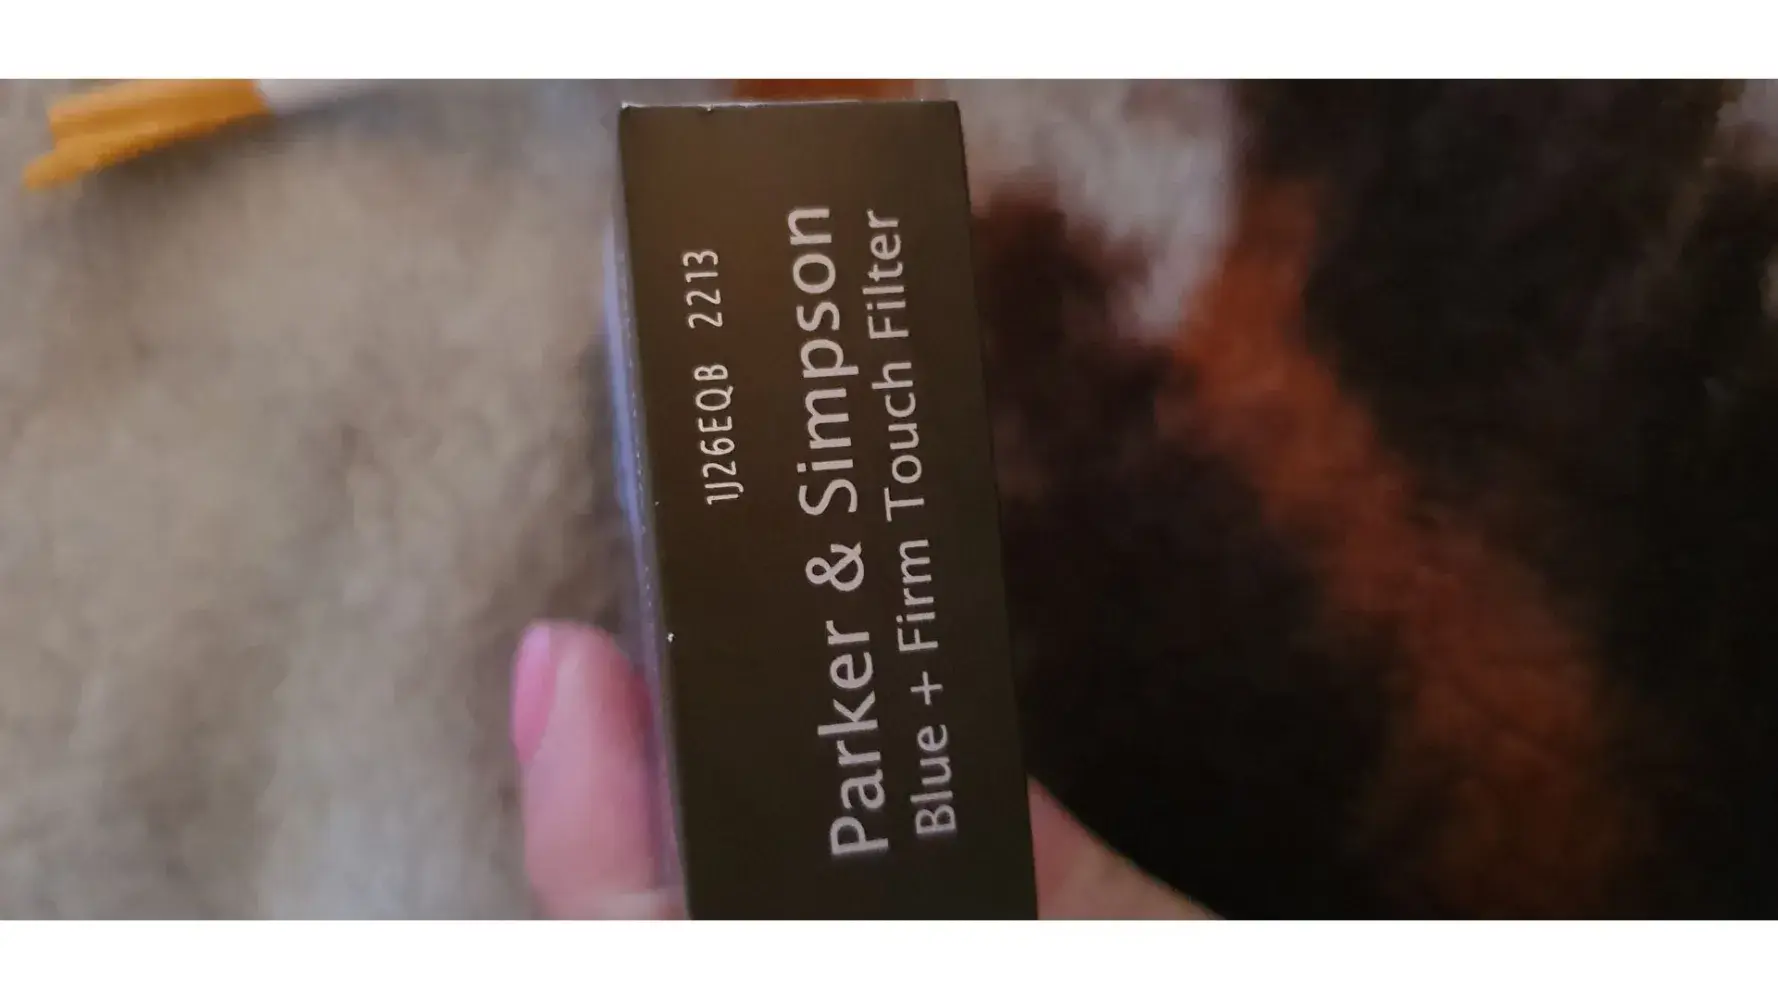 1J26EQB 2213
Parker & Simpson
Blue + Firm Touch Filter